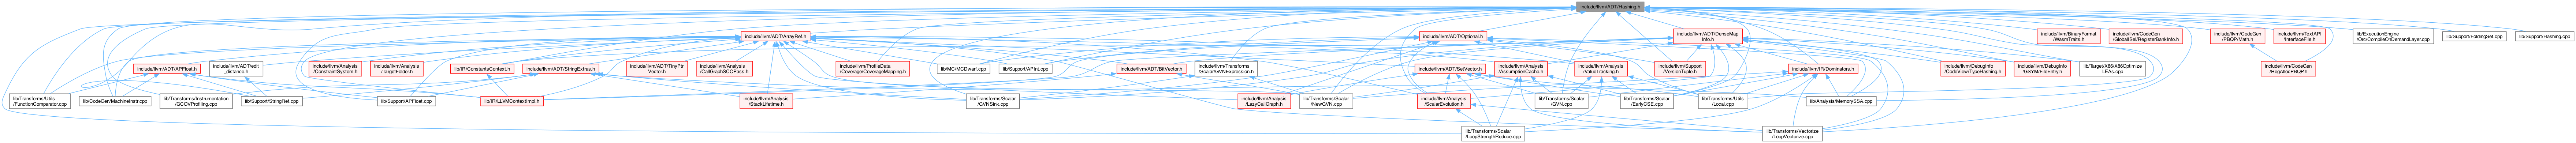 include/llvm/ADT/Hashing.h
include/llvm/ADT/ArrayRef.h
include/llvm/ADT/Optional.h
include/llvm/ADT/DenseMap
Info.h
include/llvm/BinaryFormat
/WasmTraits.h
include/llvm/CodeGen
/GlobalISel/RegisterBankInfo.h
include/llvm/CodeGen
/PBQP/Math.h
include/llvm/TextAPI
/InterfaceFile.h
lib/ExecutionEngine
/Orc/CompileOnDemandLayer.cpp
lib/Support/FoldingSet.cpp
lib/Support/Hashing.cpp
include/llvm/ADT/APFloat.h
include/llvm/ADT/edit
_distance.h
include/llvm/Analysis
/ConstraintSystem.h
include/llvm/Analysis
/TargetFolder.h
lib/IR/ConstantsContext.h
include/llvm/ADT/StringExtras.h
include/llvm/ADT/TinyPtr
Vector.h
include/llvm/Analysis
/CallGraphSCCPass.h
include/llvm/ProfileData
/Coverage/CoverageMapping.h
lib/MC/MCDwarf.cpp
lib/Support/APInt.cpp
include/llvm/ADT/BitVector.h
include/llvm/Transforms
/Scalar/GVNExpression.h
include/llvm/ADT/SetVector.h
include/llvm/Analysis
/AssumptionCache.h
include/llvm/Analysis
/ValueTracking.h
include/llvm/Support
/VersionTuple.h
include/llvm/IR/Dominators.h
include/llvm/DebugInfo
/CodeView/TypeHashing.h
include/llvm/DebugInfo
/GSYM/FileEntry.h
lib/Target/X86/X86Optimize
LEAs.cpp
include/llvm/CodeGen
/RegAllocPBQP.h
lib/Transforms/Utils
/FunctionComparator.cpp
lib/CodeGen/MachineInstr.cpp
lib/Transforms/Instrumentation
/GCOVProfiling.cpp
lib/Support/StringRef.cpp
lib/Support/APFloat.cpp
lib/IR/LLVMContextImpl.h
include/llvm/Analysis
/StackLifetime.h
lib/Transforms/Scalar
/GVNSink.cpp
include/llvm/Analysis
/LazyCallGraph.h
lib/Transforms/Scalar
/NewGVN.cpp
include/llvm/Analysis
/ScalarEvolution.h
lib/Transforms/Scalar
/GVN.cpp
lib/Transforms/Scalar
/EarlyCSE.cpp
lib/Transforms/Utils
/Local.cpp
lib/Analysis/MemorySSA.cpp
lib/Transforms/Scalar
/LoopStrengthReduce.cpp
lib/Transforms/Vectorize
/LoopVectorize.cpp